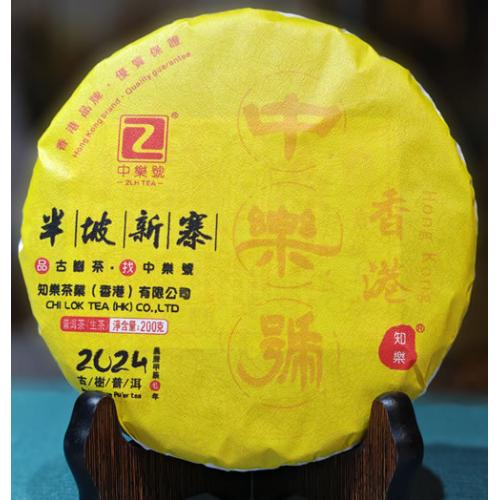 香港品牌·優質保證
Hong Kong brand · Quality guarantee
中樂號
ZLH TEA
半坡新寨
品古樹茶·找中樂號
知樂茶業（香港）有限公司
CHI LOK TEA (HK) CO.,LTD
普洱茶/生茶 淨含量:200克
2024
古樹普洱
Pu'er tea
中樂號
香港
Hong Kong
知樂